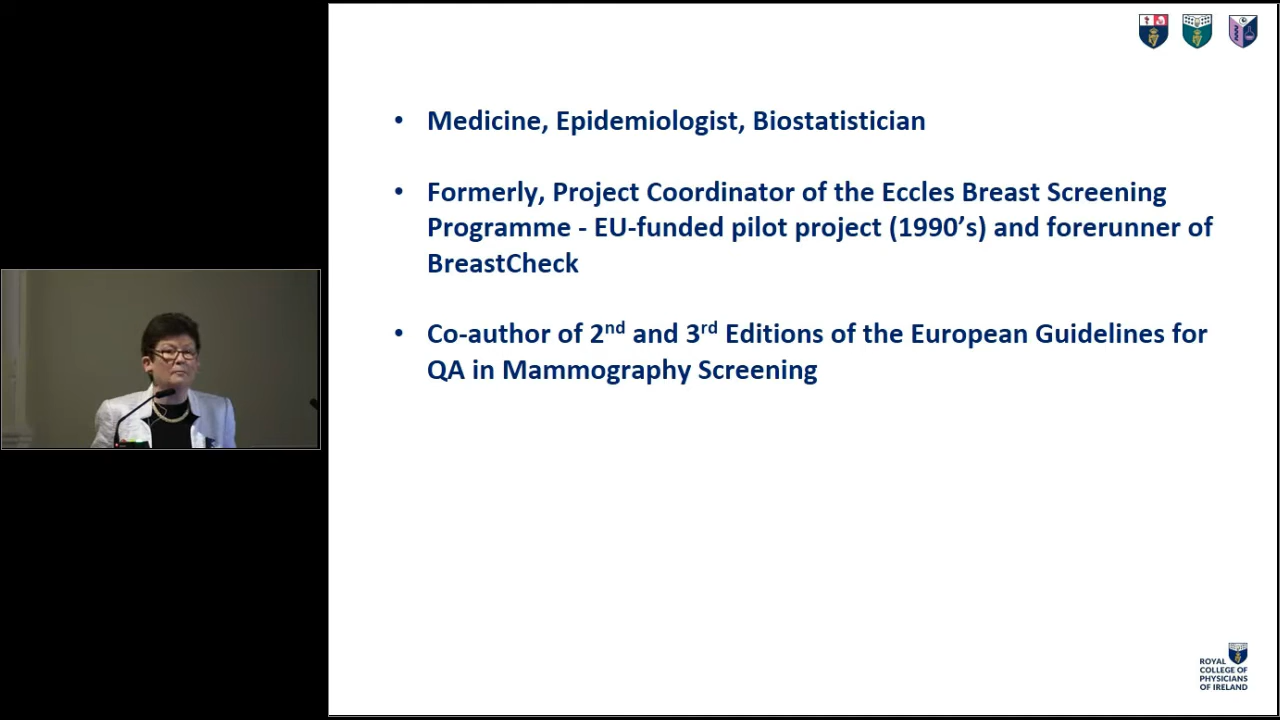 • Medicine, Epidemiologist, Biostatistician
• Formerly, Project Coordinator of the Eccles Breast Screening
Programme - EU-funded pilot project (1990’s) and forerunner of
BreastCheck
• Co-author of 2nd and 3rd Editions of the European Guidelines for
QA in Mammography Screening
ROYAL
COLLEGE OF
PHYSICIANS
OF IRELAND